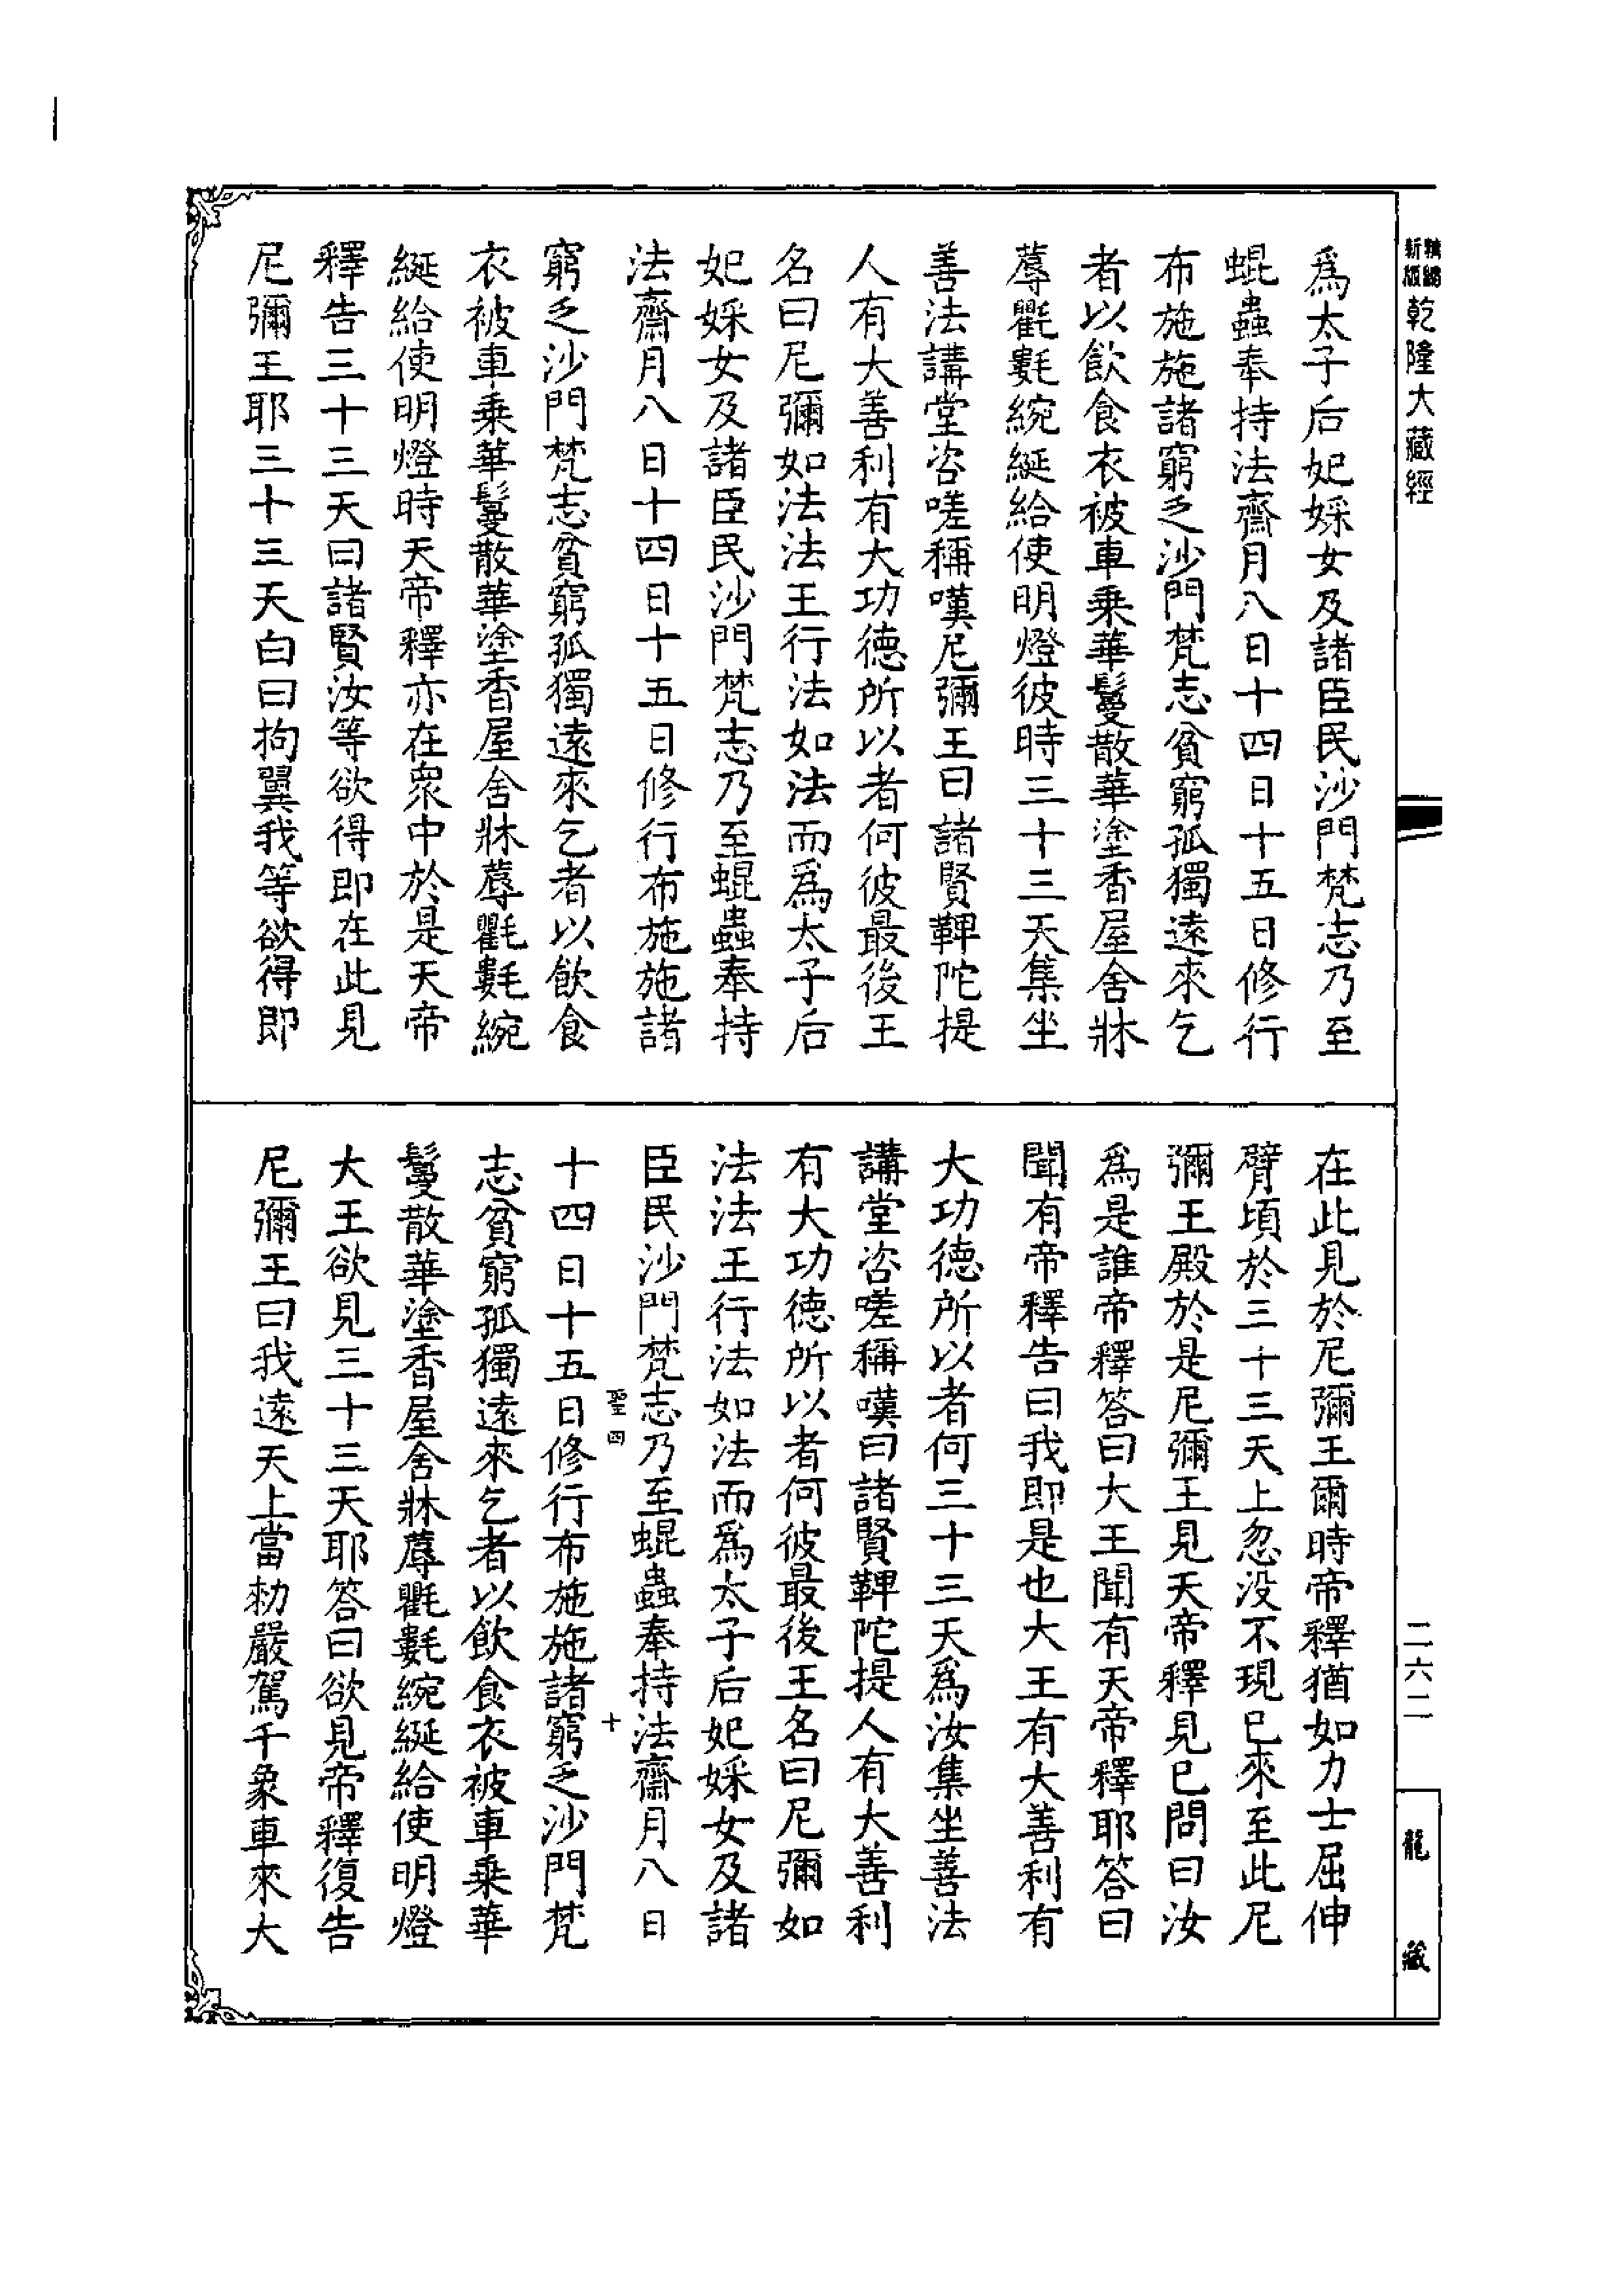 新編
縮版
乾隆大藏經
爲太子后妃婇女及諸臣民沙門梵志乃至
蜫蟲奉持法齋月八日十四日十五日修行
布施施諸窮乏沙門梵志貧窮孤獨遠來乞
者以飲食衣被車乗華鬘散華塗香屋舍牀
蓐氍𣰽綩綖給使明燈彼時三十三天集坐
善法講堂咨嗟稱嘆尼彌王曰諸賢鞞陀提
人有大善利有大功德所以者何彼最後王
名曰尼彌如法法王行法如法而爲太子后
妃婇女及諸臣民沙門梵志乃至蜫蟲奉持
法齋月八日十四日十五日修行布施施諸
窮乏沙門梵志貧窮孤獨遠來乞者以飲食
衣被車乗華鬘散華塗香屋舍牀蓐氍𣰽綩
綖給使明燈時天帝釋亦在衆中於是天帝
釋告三十三天曰諸賢汝等欲得即在此見
尼彌王耶三十三天白曰拘翼我等欲得即
在此見於尼彌王爾時帝釋猶如力士屈伸
臂頃於三十三天上忽没不現已來至此尼
彌王殿於是尼彌王見天帝釋見已問曰汝
爲是誰帝釋答曰大王聞有天帝釋耶答曰
聞有帝釋告曰我即是也大王有大善利有
大功德所以者何三十三天爲汝集坐善法
講堂咨嗟稱嘆曰諸賢鞞陀提人有大善利
有大功德所以者何彼最後王名曰尼彌如
法法王行法如法而爲太子后妃婇女及諸
臣民沙門梵志乃至蜫蟲奉持法齋月八日
聖四
十
十四日十五日修行布施施諸窮乏沙門梵
志貧窮孤獨遠來乞者以飲食衣被車乗華
鬘散華塗香屋舍牀蓐氍𣰽綩綖給使明燈
大王欲見三十三天耶答曰欲見帝釋復告
尼彌王曰我還天上當勑嚴駕千象車來大
二六二
龍藏